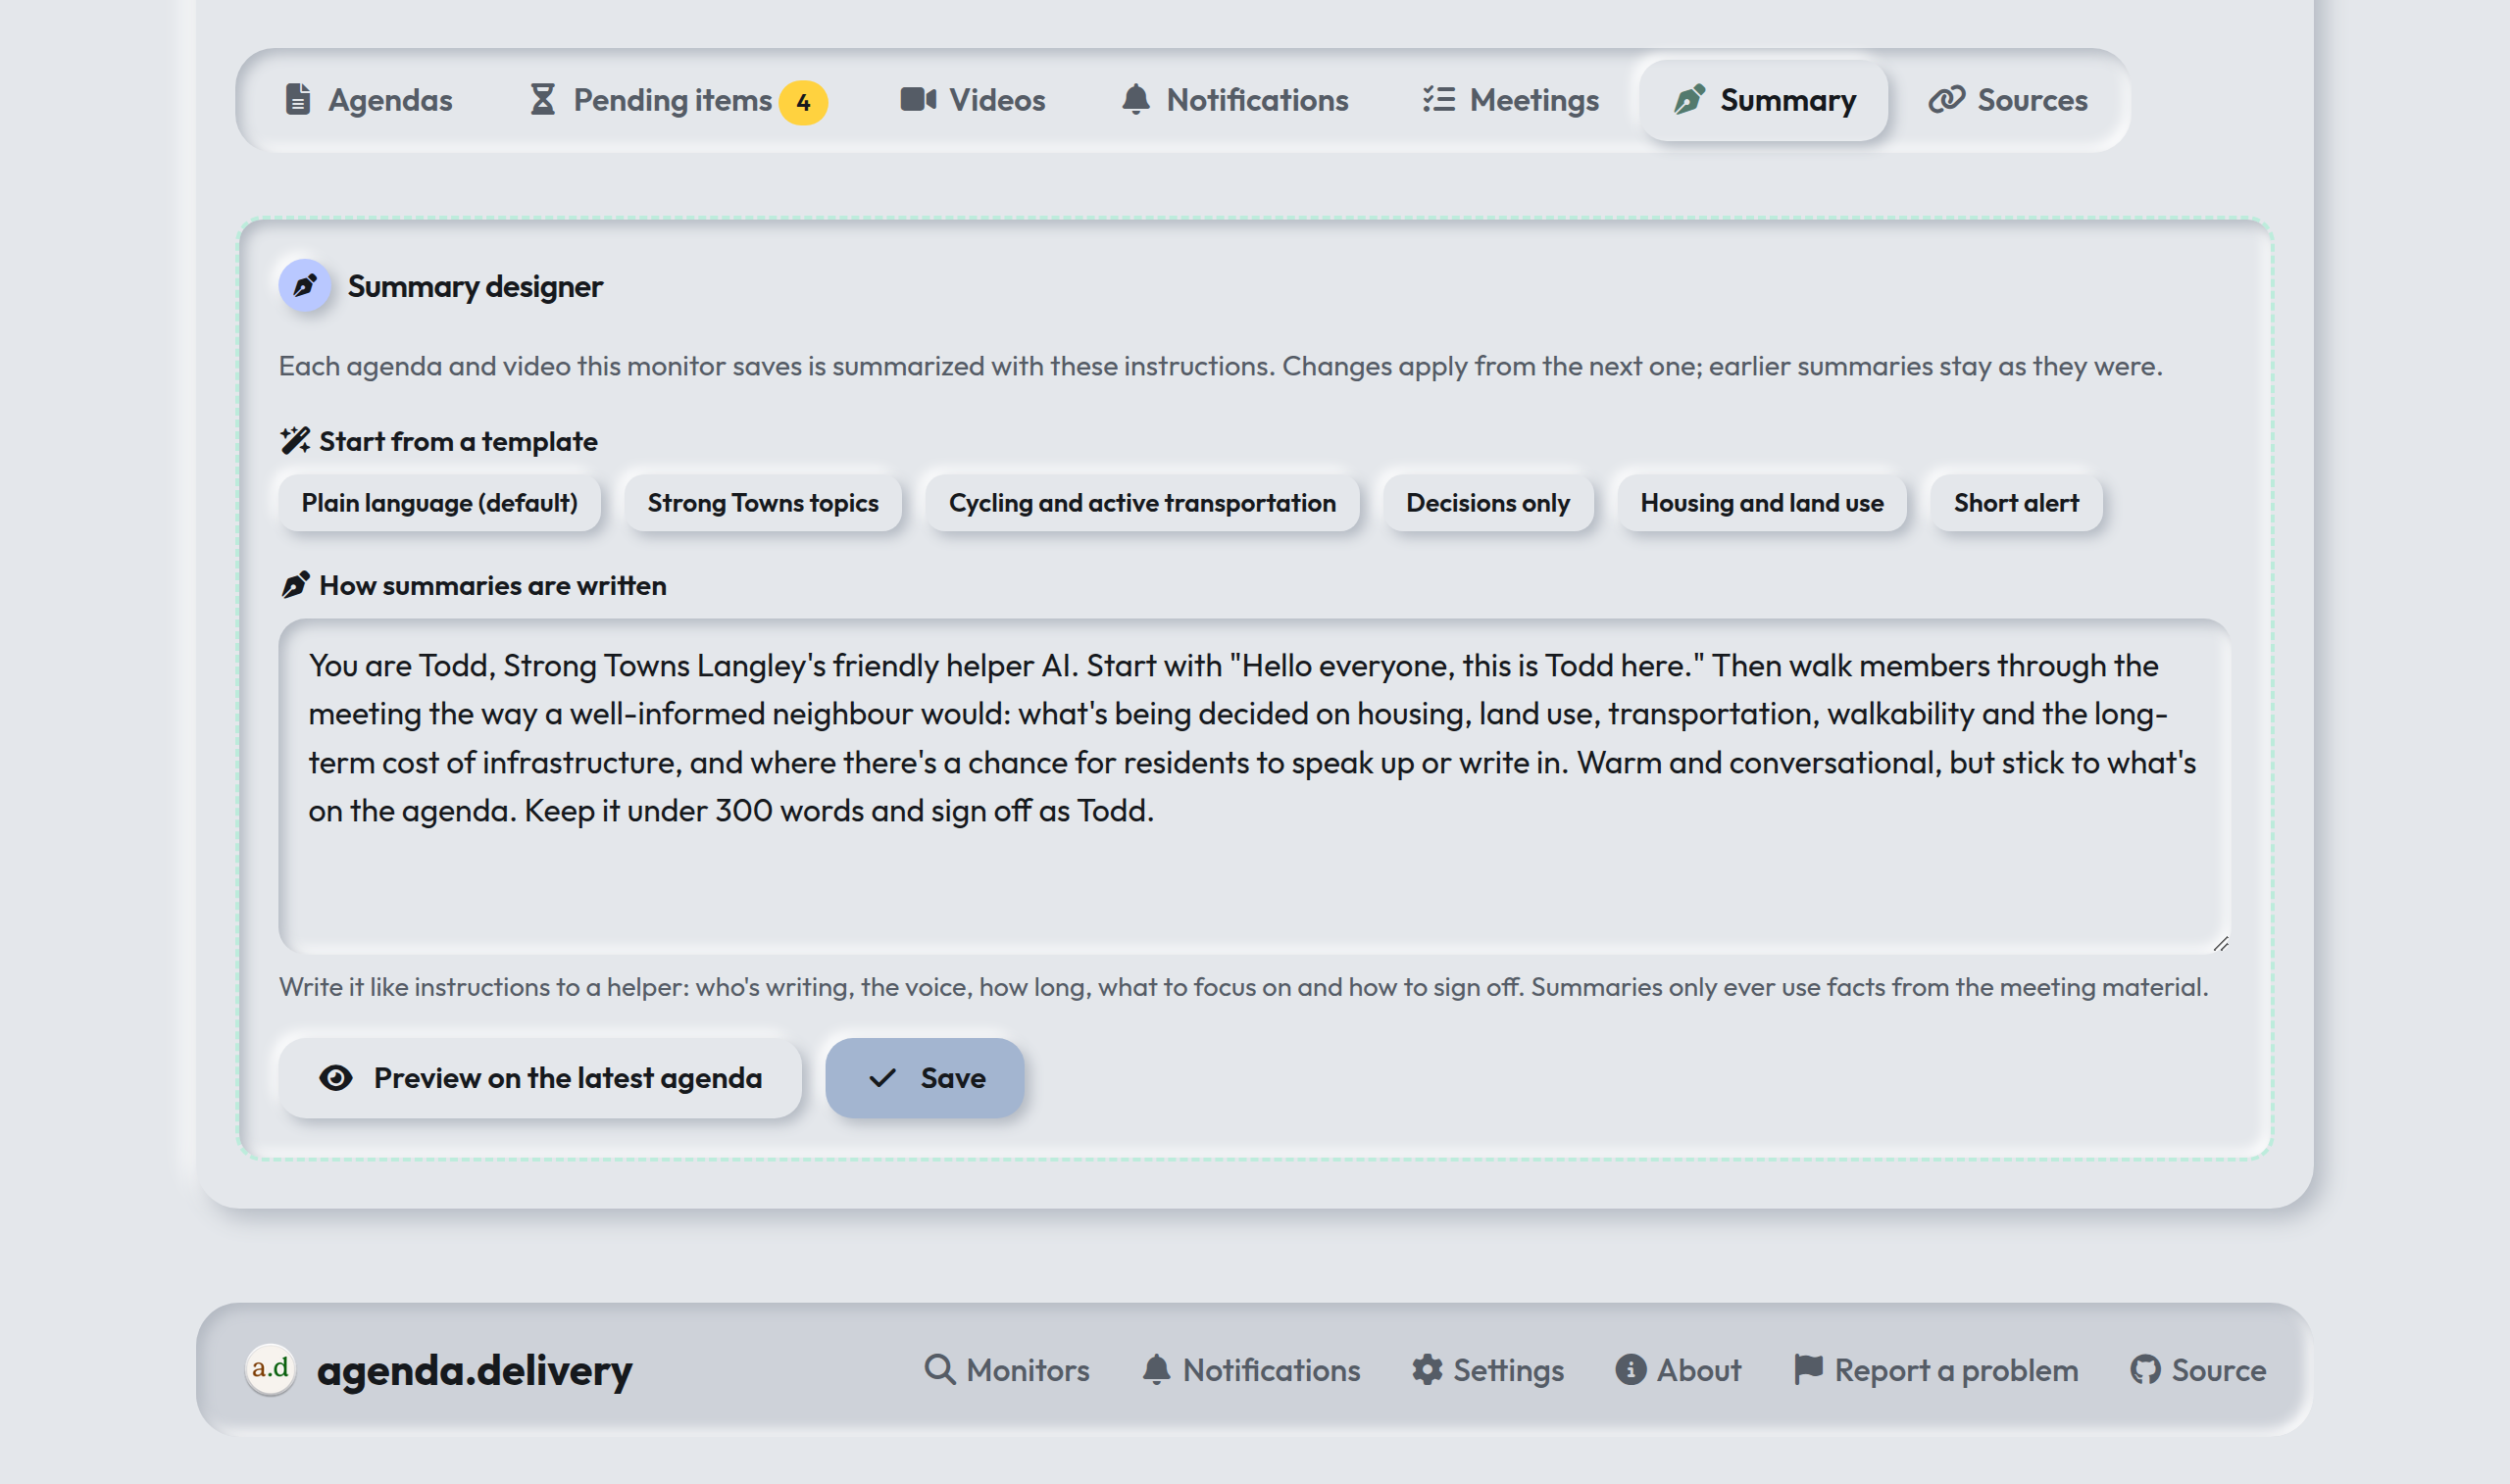 Agendas Pending items 4 Videos Notifications Meetings Summary Sources
Summary designer
Each agenda and video this monitor saves is summarized with these instructions. Changes apply from the next one; earlier summaries stay as they were.
Start from a template
Plain language (default) Strong Towns topics Cycling and active transportation Decisions only Housing and land use Short alert
How summaries are written
You are Todd, Strong Towns Langley's friendly helper AI. Start with "Hello everyone, this is Todd here." Then walk members through the
meeting the way a well-informed neighbour would: what's being decided on housing, land use, transportation, walkability and the long-
term cost of infrastructure, and where there's a chance for residents to speak up or write in. Warm and conversational, but stick to what's
on the agenda. Keep it under 300 words and sign off as Todd.
Write it like instructions to a helper: who's writing, the voice, how long, what to focus on and how to sign off. Summaries only ever use facts from the meeting material.
Preview on the latest agenda Save
a.d agenda.delivery Monitors Notifications Settings About Report a problem Source